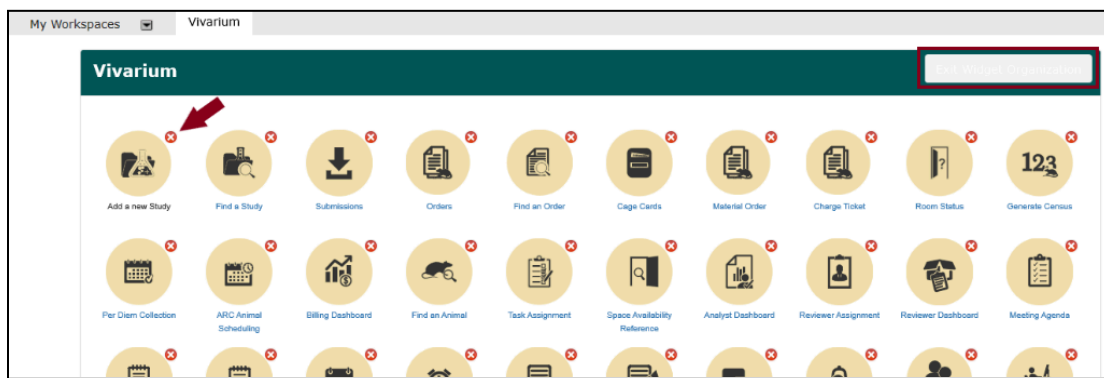 My Workspaces Vivarium
Vivarium
Exit Widget Organization
Add a new Study Find a Study Submissions Orders Find an Order Cage Cards Material Order Charge Ticket Room Status Generate Census
123
Per Diem Collection ARC Animal Scheduling Billing Dashboard Find an Animal Task Assignment Space Availability Reference Analyst Dashboard Reviewer Assignment Reviewer Dashboard Meeting Agenda